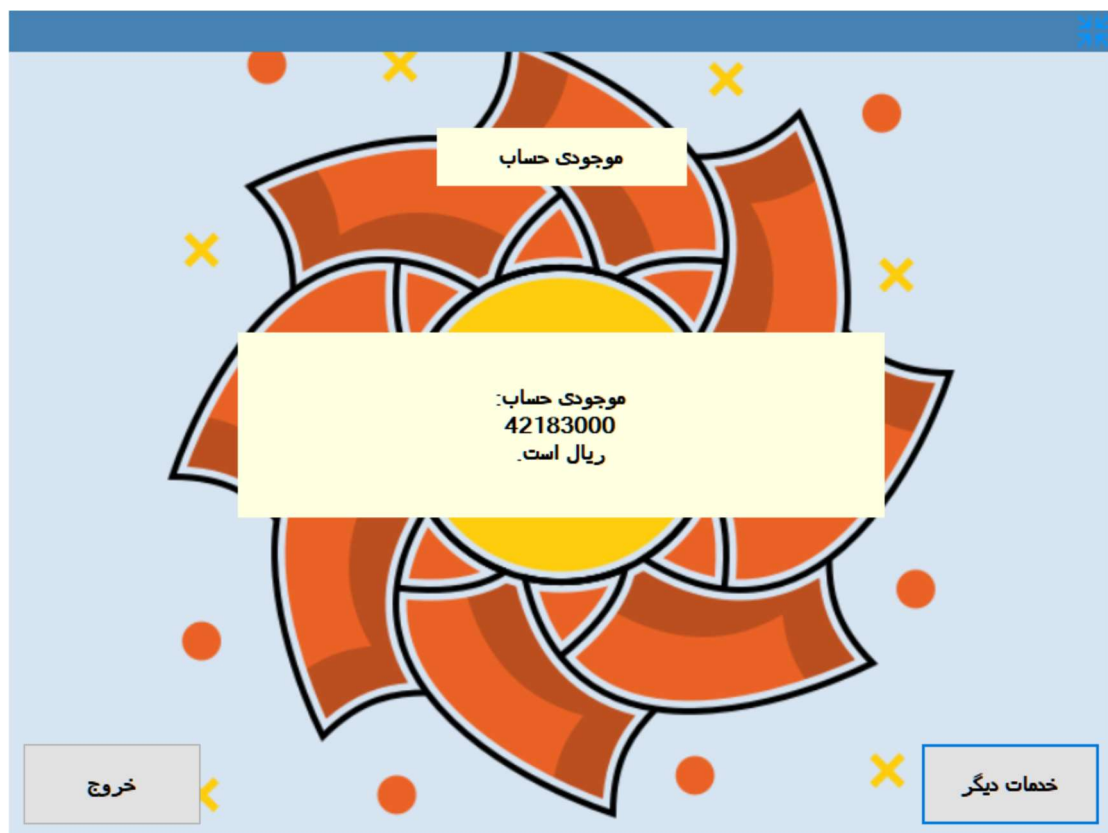 موجودی حساب
موجودی حساب:
42183000
ریال است.
خدمات دیگر
خروج